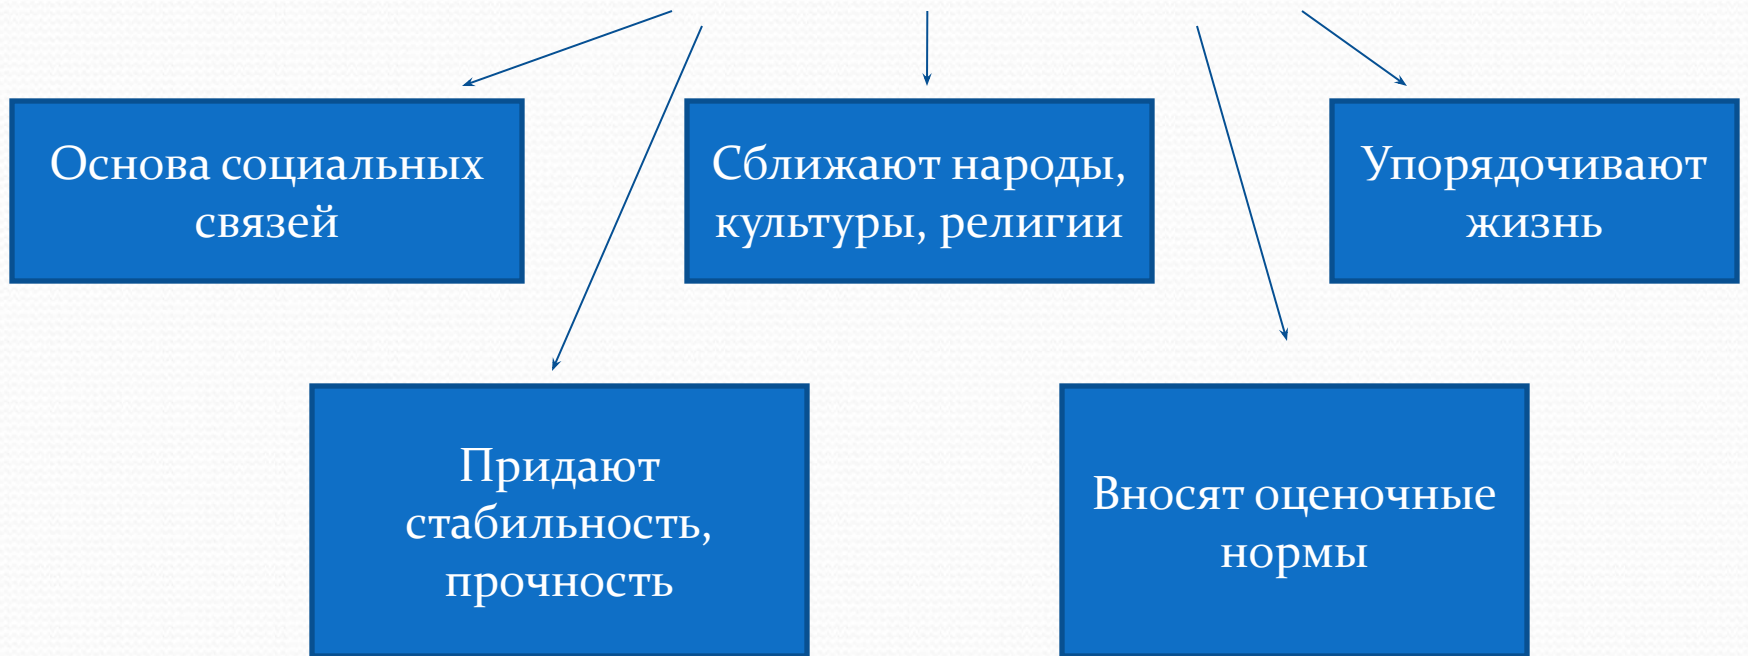 Основа социальных
связей
Сближают народы,
культуры, религии
Упорядочивают
жизнь
Придают
стабильность,
прочность
Вносят оценочные
нормы